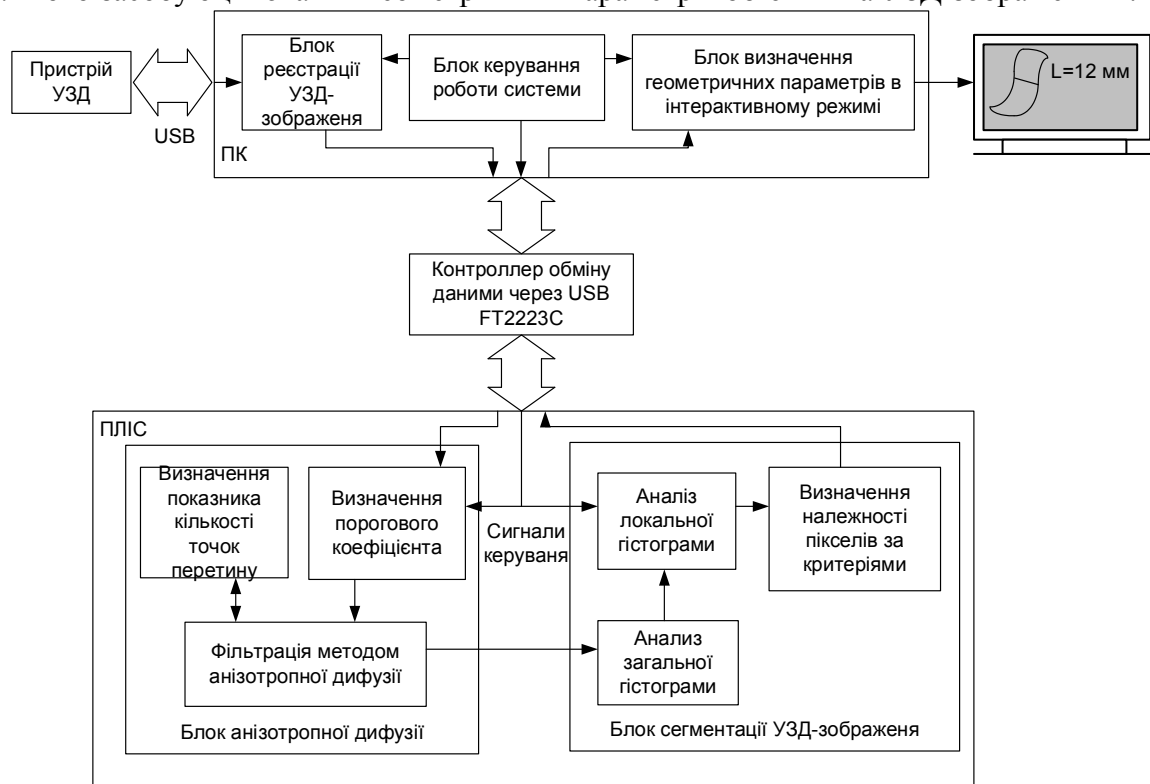 Пристрій
УЗД
USB
Блок
реєстрації
УЗД-
зображеня
Блок керування
роботи системи
Блок визначення
геометричних параметрів в
інтерактивному режимі
ПК
L=12 мм
Контроллер обміну
даними через USB
FT2223C
ПЛІС
Визначення
показника
кількості
точок
перетину
Визначення
порогового
коефіцієнта
Сигнали
керуваня
Аналіз
локальної
гістограми
Визначення
належності
пікселів за
критеріями
Фільтрація методом
анізотропної дифузії
Анализ
загальної
гістограми
Блок анізотропної дифузії
Блок сегментації УЗД-зображеня